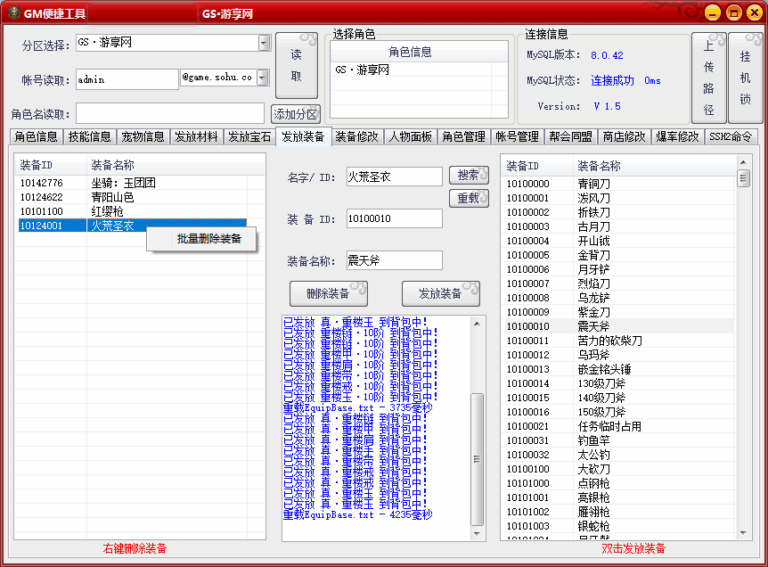 GM便捷工具
GS·游享网
分区选择:
GS·游享网
帐号读取:
admin
@game.sohu.co
角色名读取:
读取
添加分区
选择角色
角色信息
GS·游享网
连接信息
MySQL版本: 8.0.42
MySQL状态: 连接成功 0ms
Version: V 1.5
上传路径
挂机锁
角色信息 技能信息 宠物信息 发放材料 发放宝石 发放装备 装备修改 人物面板 角色管理 帐号管理 帮会同盟 商店修改 爆率修改 SSH2命令
装备ID 装备名称
10142776 坐骑: 玉团团
10124622 青阳山色
10101100 红缨枪
10124001 火荒圣衣
批量删除装备
右键删除装备
名字/ ID: 火荒圣衣
搜索
重载
装 备 ID: 10100010
装备名称: 震天斧
删除装备
发放装备
已发放 真·重楼玉 到背包中!
已发放 重楼链·10阶 到背包中!
已发放 重楼链·10阶 到背包中!
已发放 重楼甲·10阶 到背包中!
已发放 重楼肩·10阶 到背包中!
已发放 重楼带·10阶 到背包中!
已发放 重楼戒·10阶 到背包中!
已发放 重楼玉·10阶 到背包中!
重载EquipBase.txt - 3735毫秒
已发放 真·重楼链 到背包中!
已发放 真·重楼甲 到背包中!
已发放 真·重楼肩 到背包中!
已发放 真·重楼手 到背包中!
已发放 真·重楼带 到背包中!
已发放 真·重楼戒 到背包中!
已发放 真·重楼戒 到背包中!
已发放 真·重楼玉 到背包中!
已发放 真·重楼玉 到背包中!
重载EquipBase.txt - 4235毫秒
装备ID 装备名称
10100000 青铜刀
10100001 泼风刀
10100002 折铁刀
10100003 古月刀
10100004 开山钺
10100005 金背刀
10100006 月牙铲
10100007 烈焰刀
10100008 乌龙铲
10100009 紫金刀
10100010 震天斧
10100011 苦力的砍柴刀
10100012 乌玛斧
10100013 嵌金铭头锤
10100014 130级刀斧
10100015 140级刀斧
10100016 150级刀斧
10100021 任务临时占用
10100031 钓鱼竿
10100032 太公钓
10100100 大砍刀
10101000 点钢枪
10101001 亮银枪
10101002 雁翎枪
10101003 银蛇枪
双击发放装备